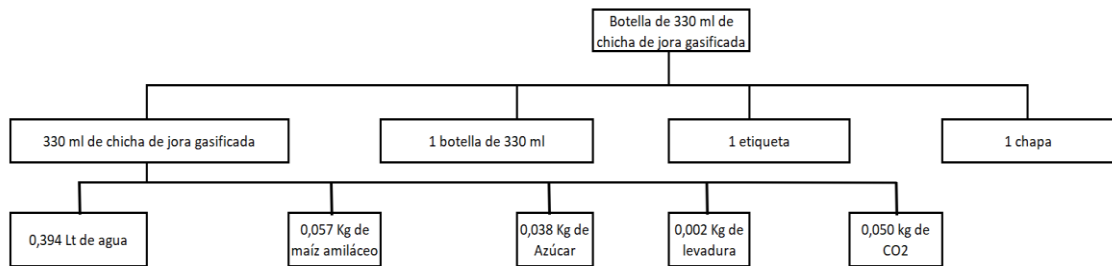 Botella de 330 ml de
chicha de jora gasificada
330 ml de chicha de jora gasificada
1 botella de 330 ml
1 etiqueta
1 chapa
0,394 Lt de agua
0,057 Kg de
maíz amiláceo
0,038 Kg de
Azúcar
0,002 Kg de
levadura
0,050 kg de
CO2